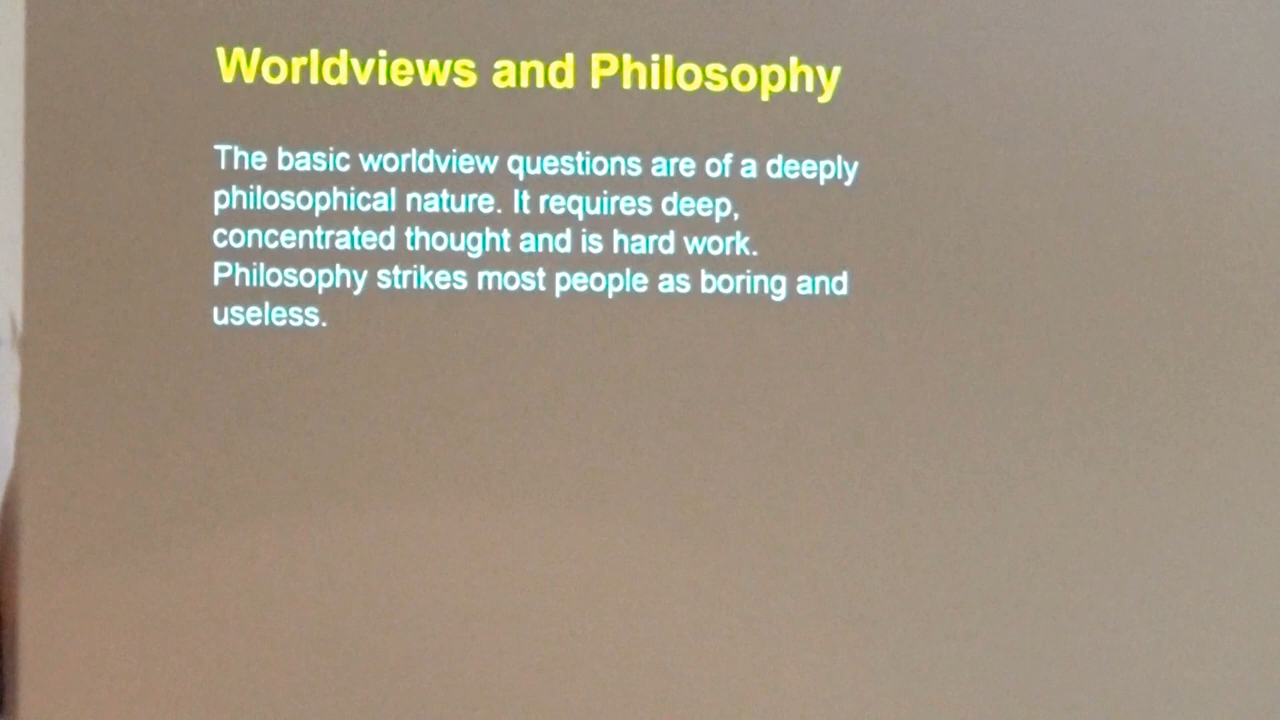 Worldviews and Philosophy
The basic worldview questions are of a deeply
philosophical nature. It requires deep,
concentrated thought and is hard work.
Philosophy strikes most people as boring and
useless.